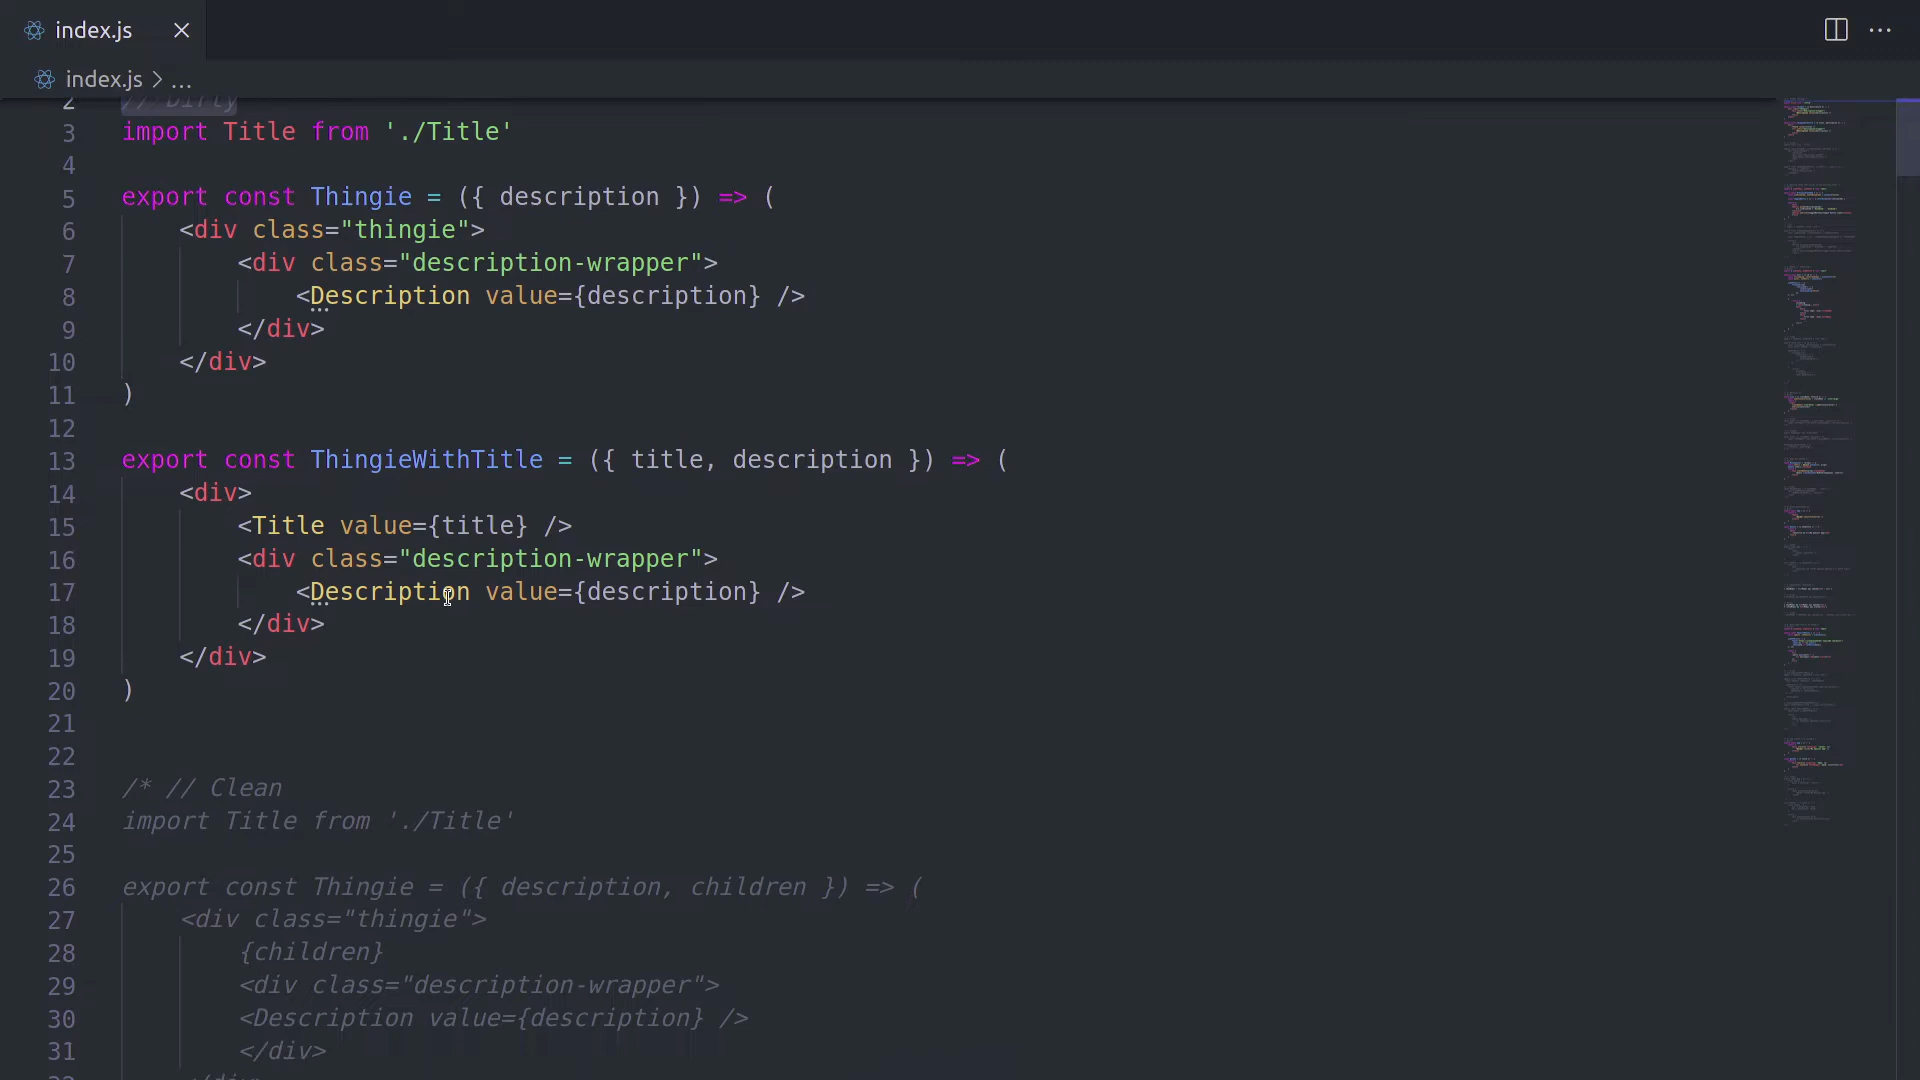 index.js
index.js > ...
2 // Dirty
3 import Title from './Title'
4
5 export const Thingie = ({ description }) => (
6 <div class="thingie">
7 <div class="description-wrapper">
8 <Description value={description} />
9 </div>
10 </div>
11 )
12
13 export const ThingieWithTitle = ({ title, description }) => (
14 <div>
15 <Title value={title} />
16 <div class="description-wrapper">
17 <Description value={description} />
18 </div>
19 </div>
20 )
21
22
23 /* // Clean
24 import Title from './Title'
25
26 export const Thingie = ({ description, children }) => (
27 <div class="thingie">
28 {children}
29 <div class="description-wrapper">
30 <Description value={description} />
31 </div>